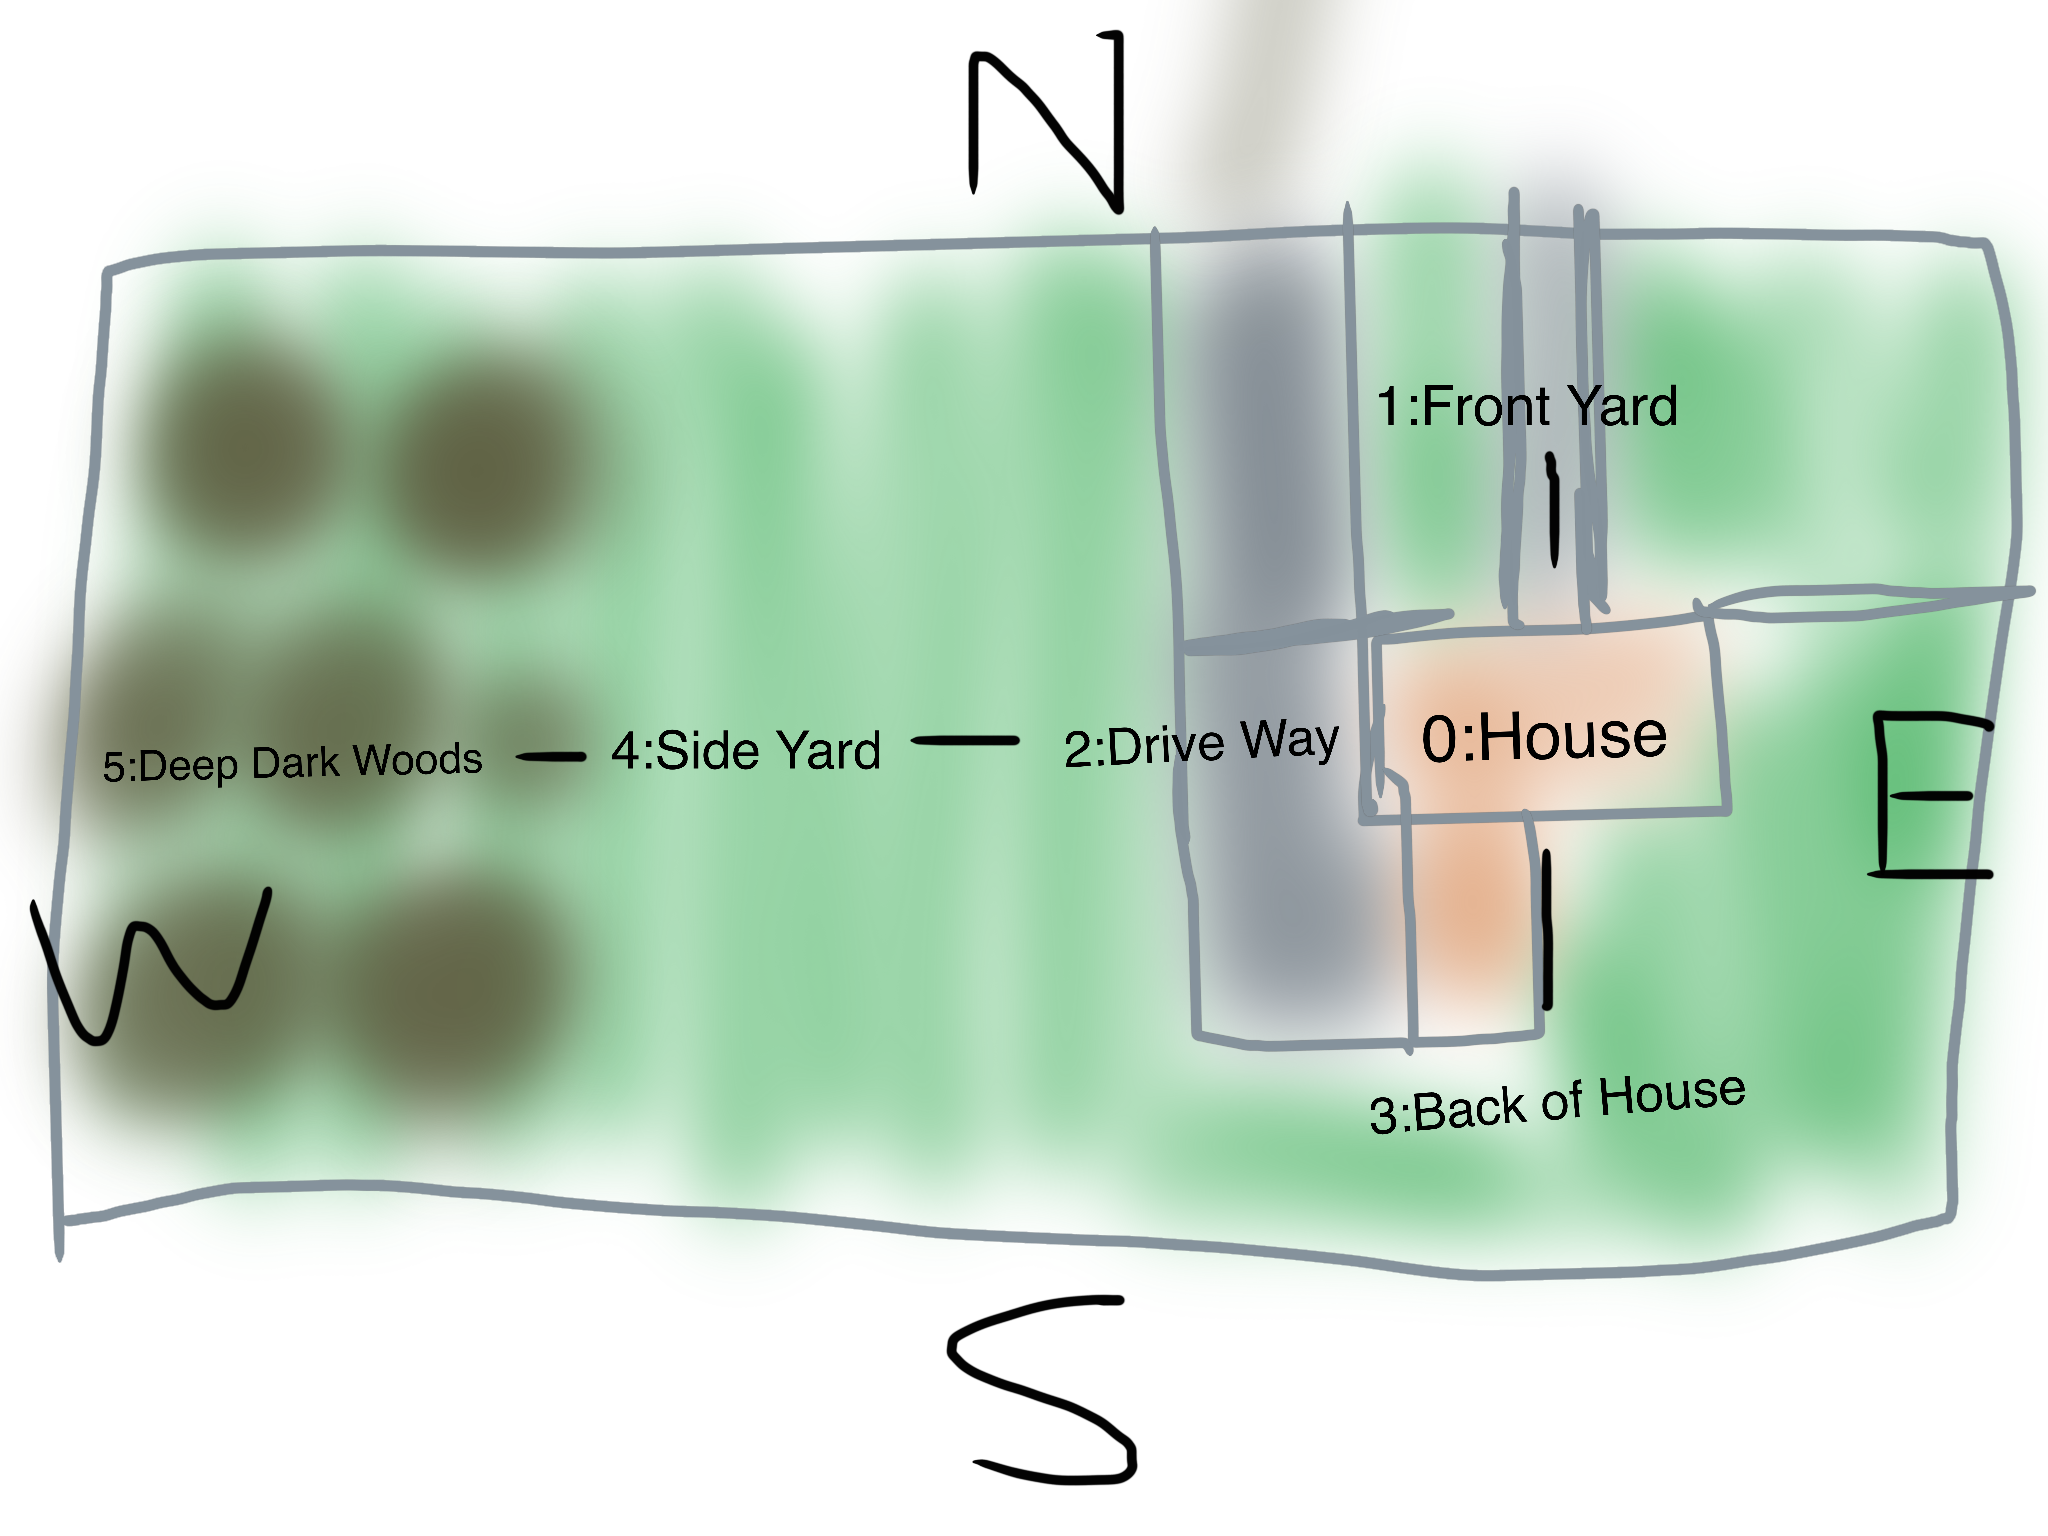 N
1:Front Yard
5:Deep Dark Woods
4:Side Yard
2:Drive Way
0:House
E
W
3:Back of House
S